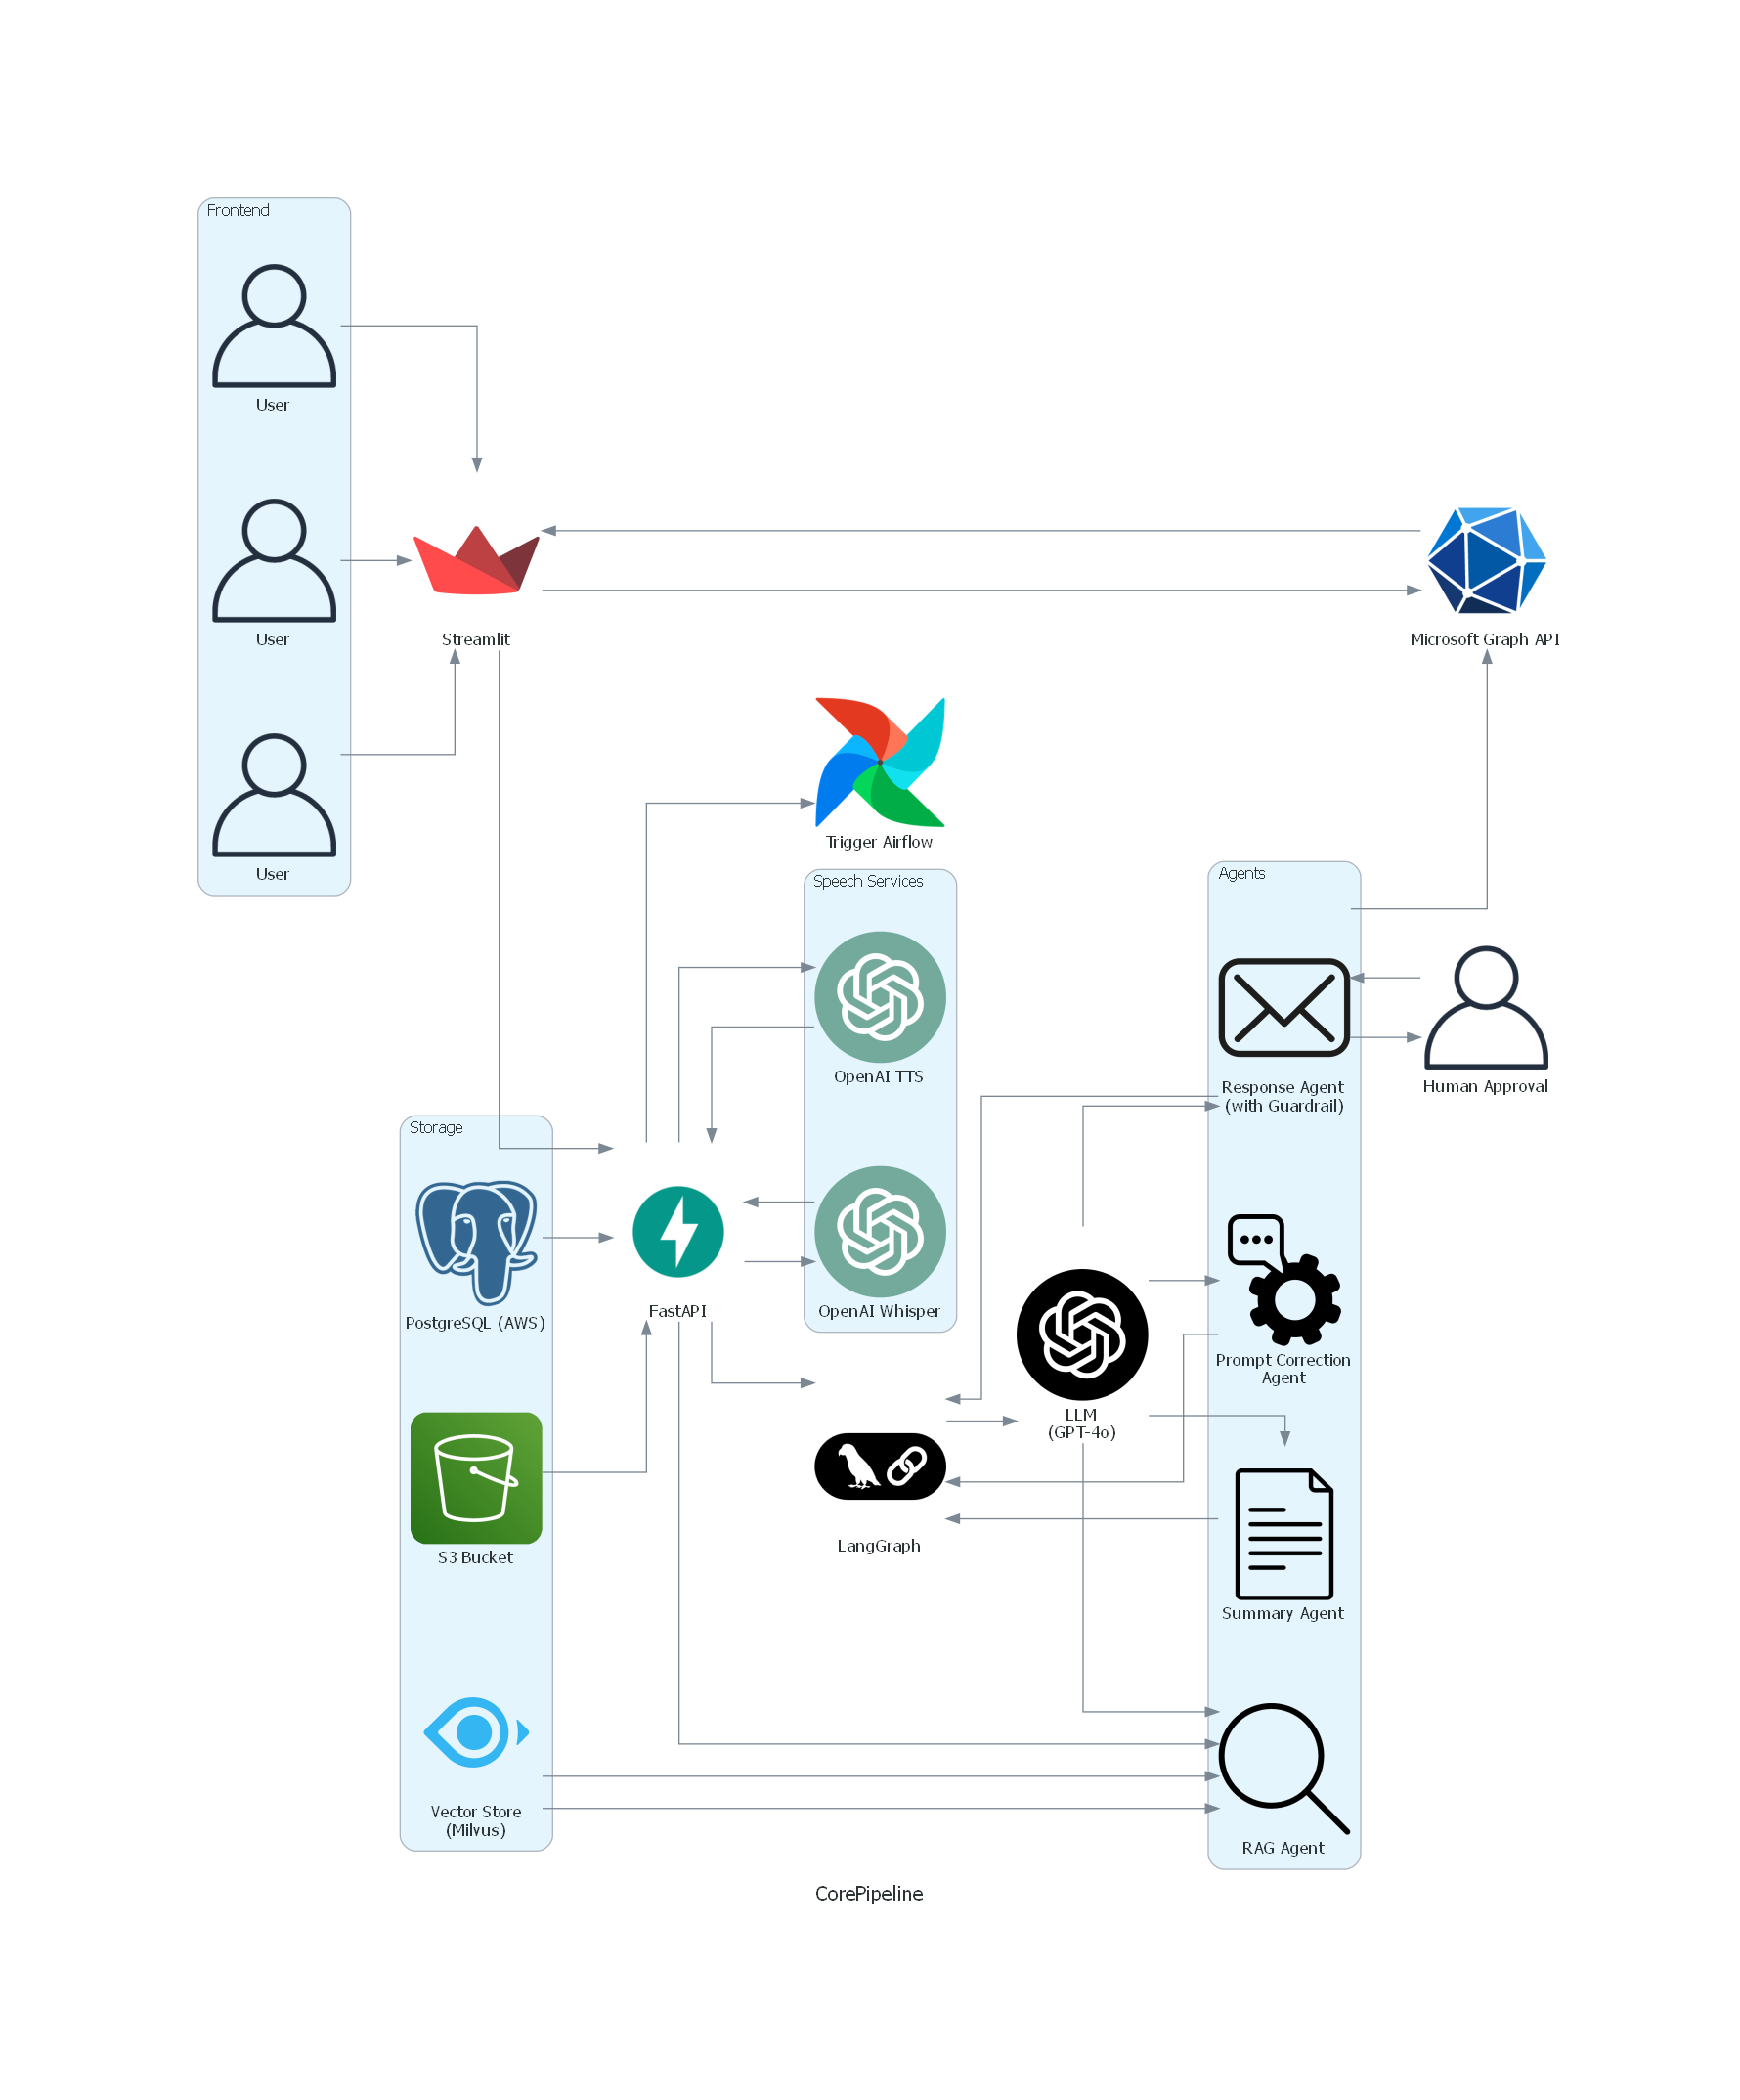 Frontend
User
User
Streamlit
Microsoft Graph API
User
Trigger Airflow
Speech Services
Agents
OpenAI TTS
Response Agent
(with Guardrail)
Human Approval
Storage
PostgreSQL (AWS)
FastAPI
OpenAI Whisper
Prompt Correction
Agent
LLM
(GPT-4o)
S3 Bucket
LangGraph
Summary Agent
Vector Store
(Milvus)
RAG Agent
CorePipeline